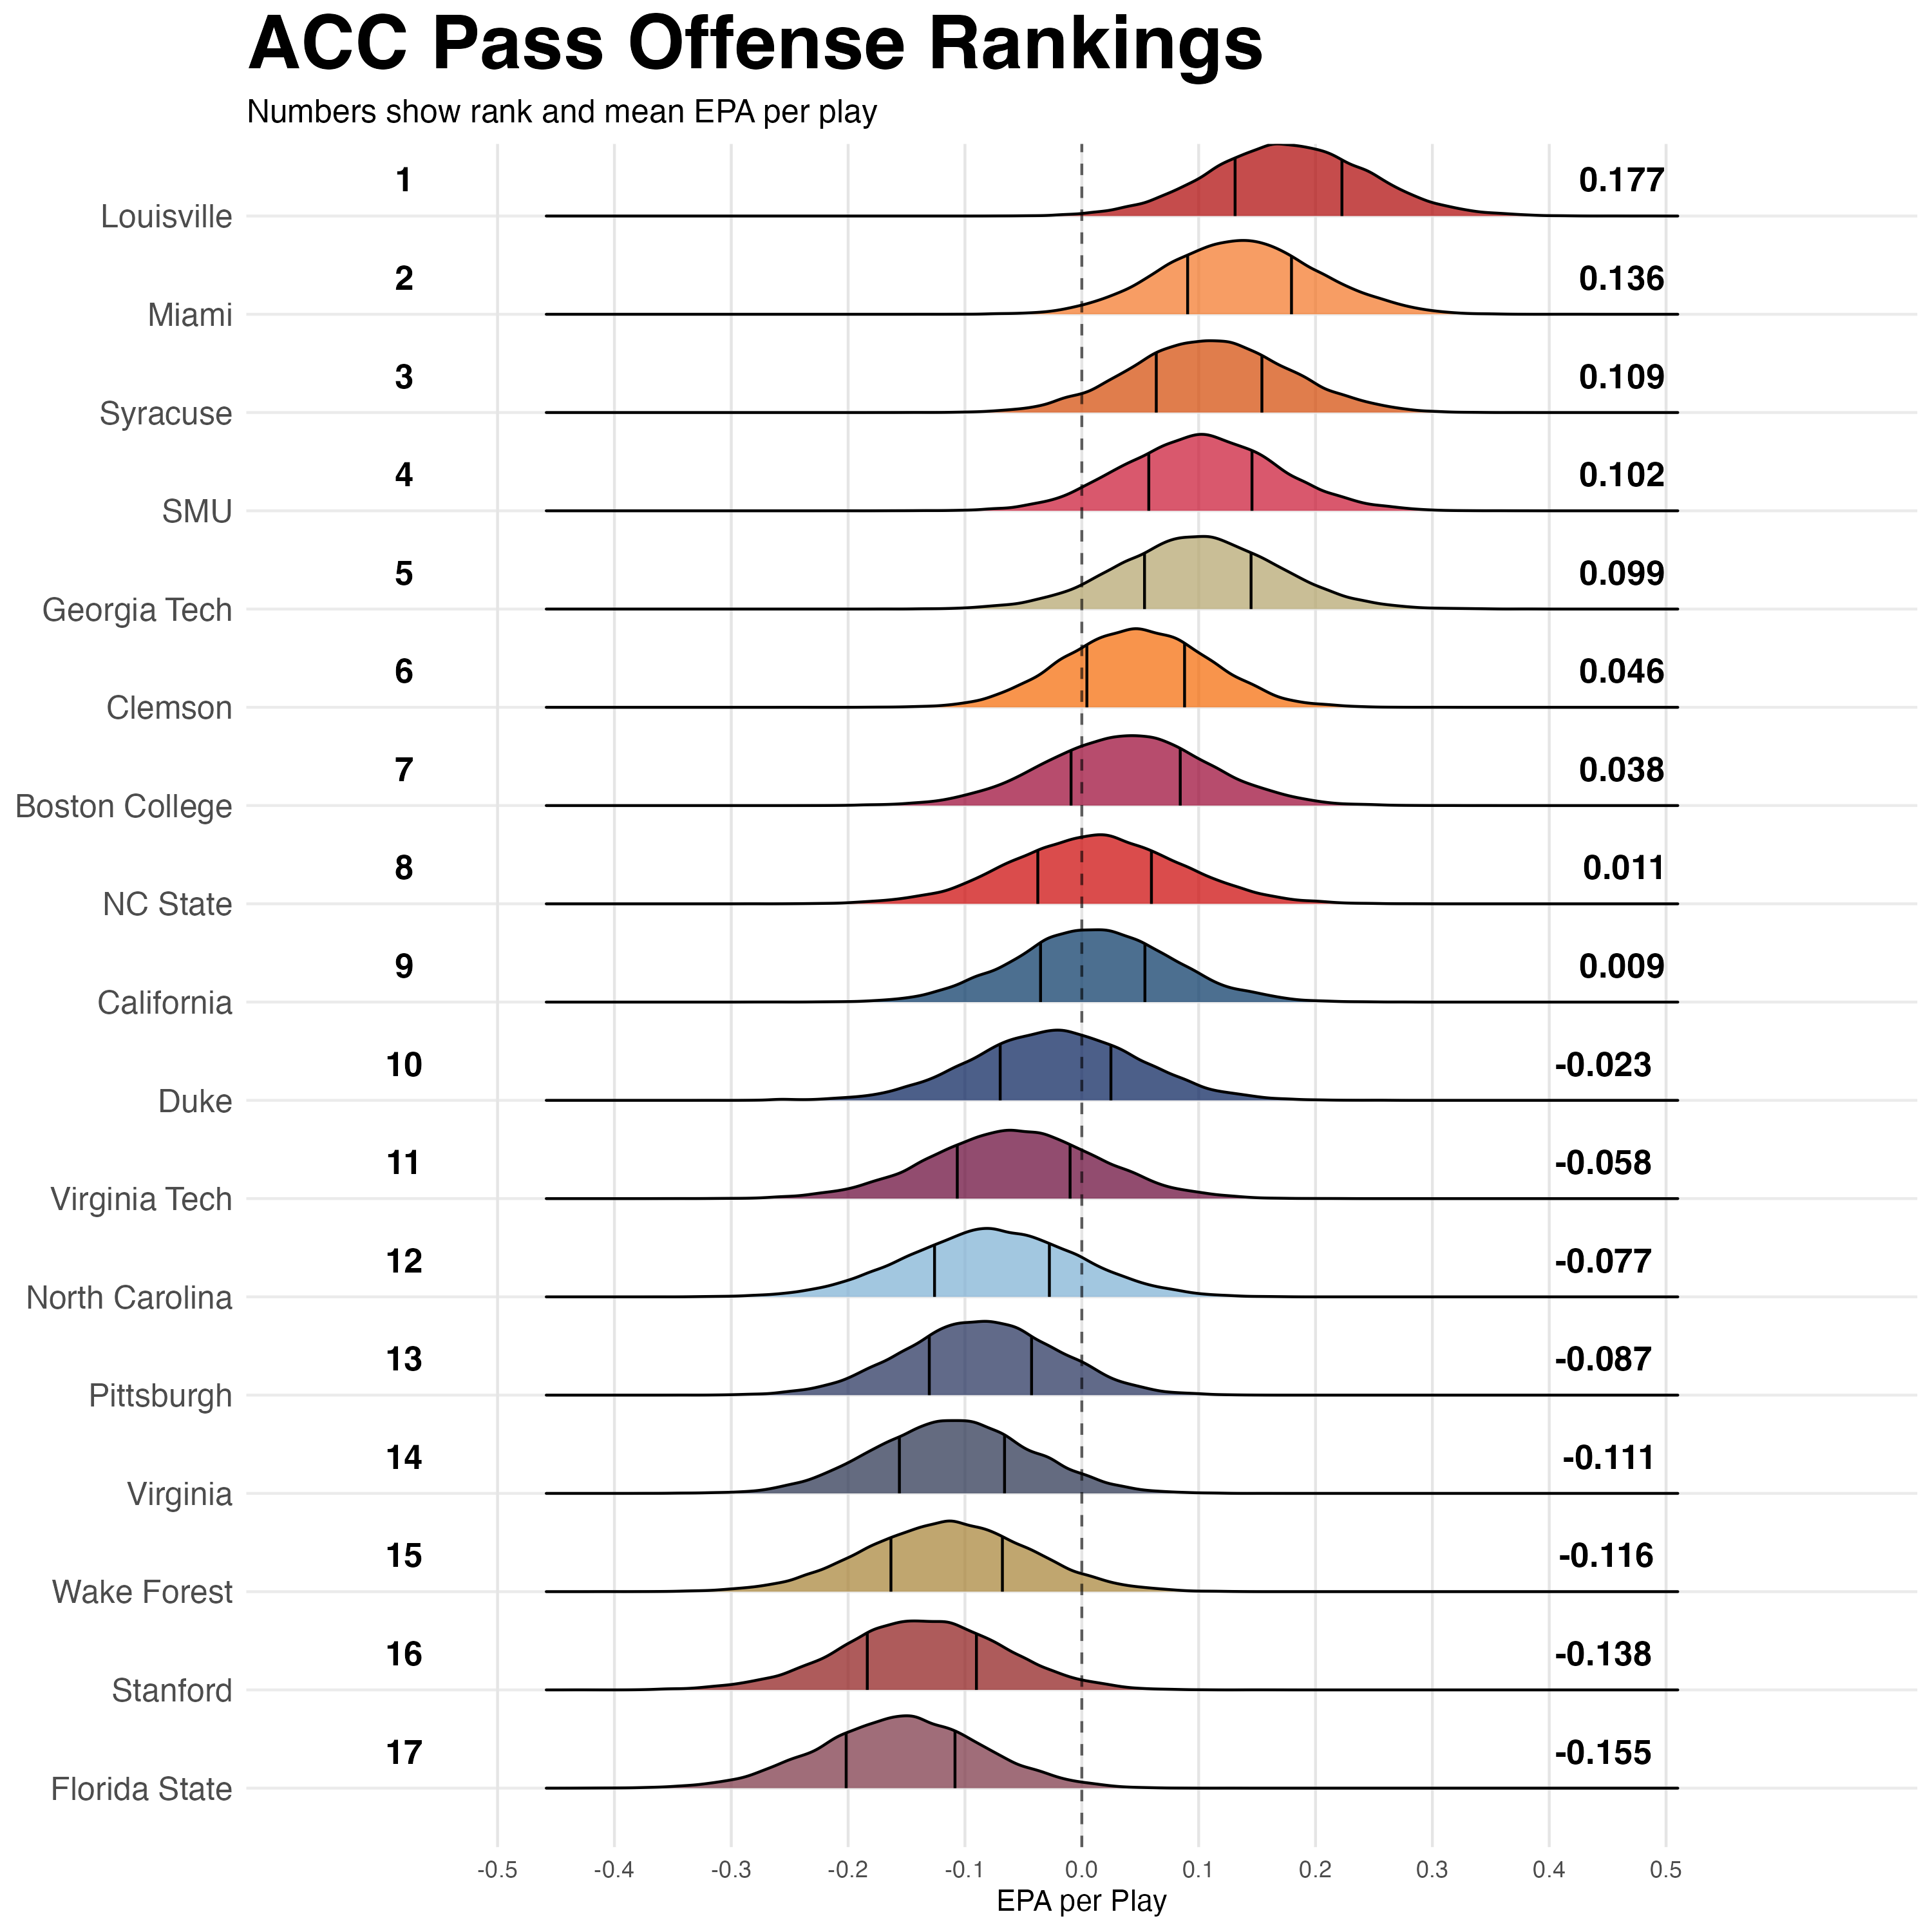 ACC Pass Offense Rankings
Numbers show rank and mean EPA per play
Louisville 1 0.177
Miami 2 0.136
Syracuse 3 0.109
SMU 4 0.102
Georgia Tech 5 0.099
Clemson 6 0.046
Boston College 7 0.038
NC State 8 0.011
California 9 0.009
Duke 10 -0.023
Virginia Tech 11 -0.058
North Carolina 12 -0.077
Pittsburgh 13 -0.087
Virginia 14 -0.111
Wake Forest 15 -0.116
Stanford 16 -0.138
Florida State 17 -0.155
-0.5 -0.4 -0.3 -0.2 -0.1 0.0 0.1 0.2 0.3 0.4 0.5
EPA per Play